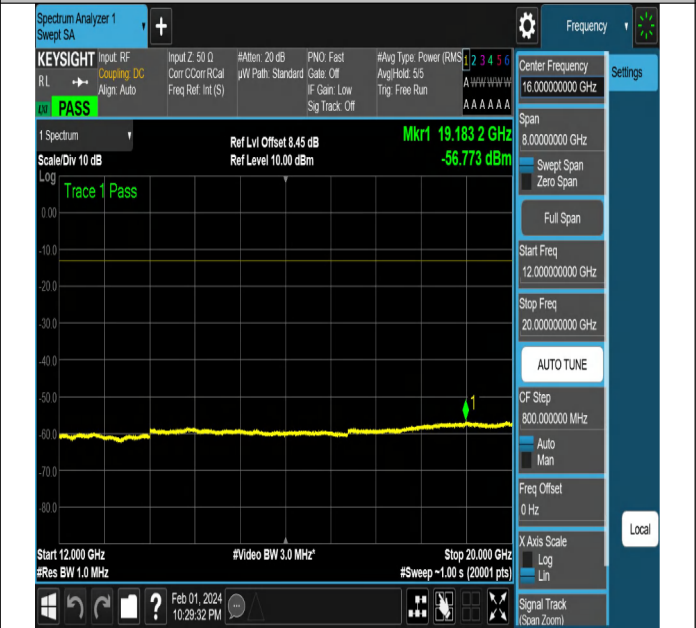 Spectrum Analyzer 1
Swept SA
+
Frequency
KEYSIGHT
RL
PASS
Input: RF
Coupling: DC
Align: Auto
Input Z: 50 Ω
Corr CCorr RCal
Freq Ref: Int (S)
#Atten: 20 dB
µW Path: Standard
PNO: Fast
Gate: Off
IF Gain: Low
Sig Track: Off
#Avg Type: Power (RMS
Avg|Hold: 5/5
Trig: Free Run
1 2 3 4 5 6
A W W W W W
A A A A A A
1 Spectrum
Scale/Div 10 dB
Ref Lvl Offset 8.45 dB
Ref Level 10.00 dBm
Mkr1 19.183 2 GHz
-56.773 dBm
Log
Trace 1 Pass
0.00
-10.0
-20.0
-30.0
-40.0
-50.0
-60.0
-70.0
-80.0
1
Start 12.000 GHz
#Res BW 1.0 MHz
#Video BW 3.0 MHz*
Stop 20.000 GHz
#Sweep ~1.00 s (20001 pts)
Feb 01, 2024
10:29:32 PM
Center Frequency
16.000000000 GHz
Settings
Span
8.00000000 GHz
Swept Span
Zero Span
Full Span
Start Freq
12.000000000 GHz
Stop Freq
20.000000000 GHz
AUTO TUNE
CF Step
800.000000 MHz
Auto
Man
Freq Offset
0 Hz
X Axis Scale
Log
Lin
Local
Signal Track
(Span Zoom)